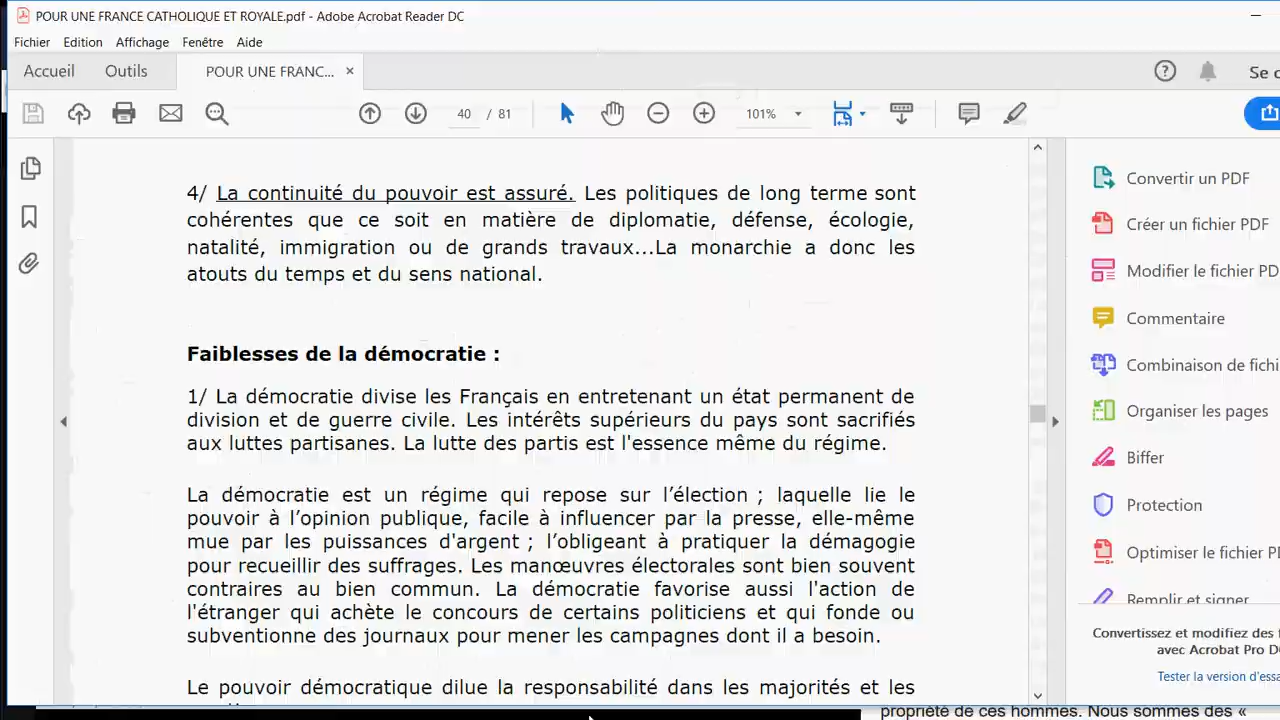 POUR UNE FRANCE CATHOLIQUE ET ROYALE.pdf - Adobe Acrobat Reader DC
Fichier Edition Affichage Fenêtre Aide
Accueil Outils POUR UNE FRANC... × Se c
40 / 81 101%
4/ La continuité du pouvoir est assuré. Les politiques de long terme sont
cohérentes que ce soit en matière de diplomatie, défense, écologie,
natalité, immigration ou de grands travaux...La monarchie a donc les
atouts du temps et du sens national.
Faiblesses de la démocratie :
1/ La démocratie divise les Français en entretenant un état permanent de
division et de guerre civile. Les intérêts supérieurs du pays sont sacrifiés
aux luttes partisanes. La lutte des partis est l'essence même du régime.
La démocratie est un régime qui repose sur l’élection ; laquelle lie le
pouvoir à l’opinion publique, facile à influencer par la presse, elle-même
mue par les puissances d'argent ; l’obligeant à pratiquer la démagogie
pour recueillir des suffrages. Les manœuvres électorales sont bien souvent
contraires au bien commun. La démocratie favorise aussi l'action de
l'étranger qui achète le concours de certains politiciens et qui fonde ou
subventionne des journaux pour mener les campagnes dont il a besoin.
Le pouvoir démocratique dilue la responsabilité dans les majorités et les
Convertir un PDF
Créer un fichier PDF
Modifier le fichier PD
Commentaire
Combinaison de fichi
Organiser les pages
Biffer
Protection
Optimiser le fichier P
Remplir et signer
Convertissez et modifiez des f
avec Acrobat Pro D
Tester la version d'essa
propriété de ces hommes. Nous sommes des «